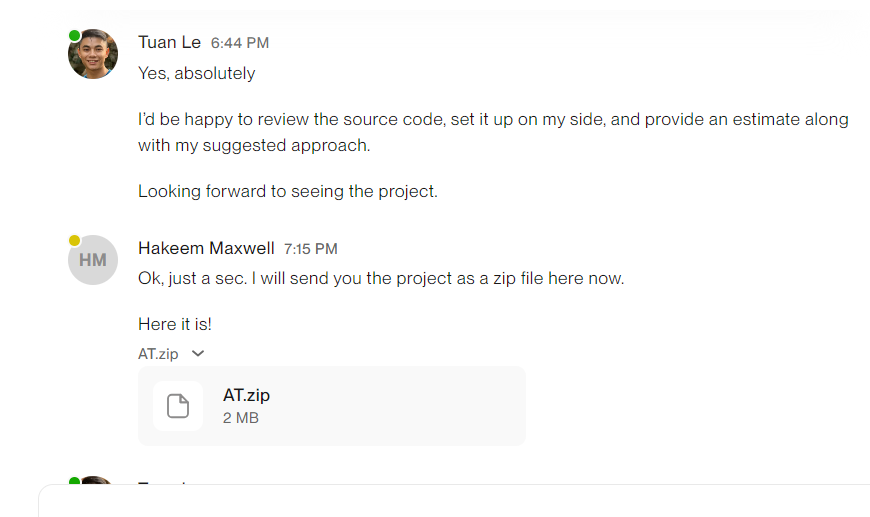 Tuan Le 6:44 PM
Yes, absolutely
I'd be happy to review the source code, set it up on my side, and provide an estimate along
with my suggested approach.
Looking forward to seeing the project.
HM
Hakeem Maxwell 7:15 PM
Ok, just a sec. I will send you the project as a zip file here now.
Here it is!
AT.zip
AT.zip
2 MB